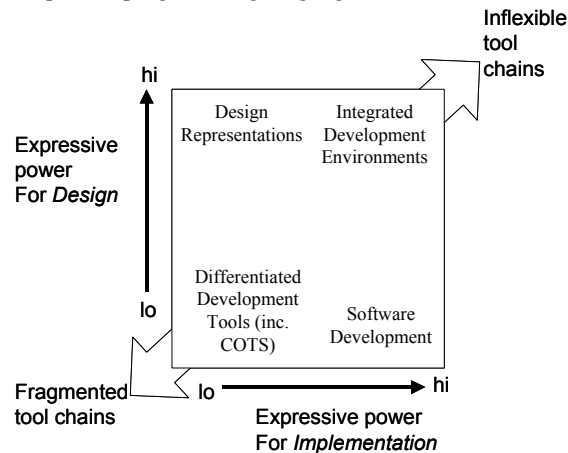 Inflexible
tool
chains
hi
Design
Representations
Integrated
Development
Environments
Expressive
power
For Design
Differentiated
Development
Tools (inc.
COTS)
Software
Development
lo
Fragmented
tool chains
lo
hi
Expressive power
For Implementation